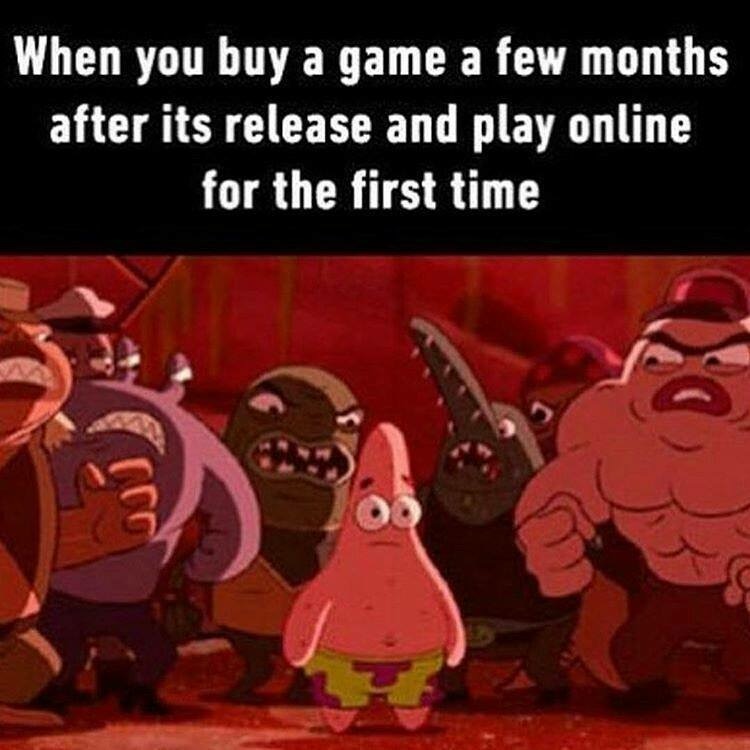 When you buy a game a few months
after its release and play online
for the first time